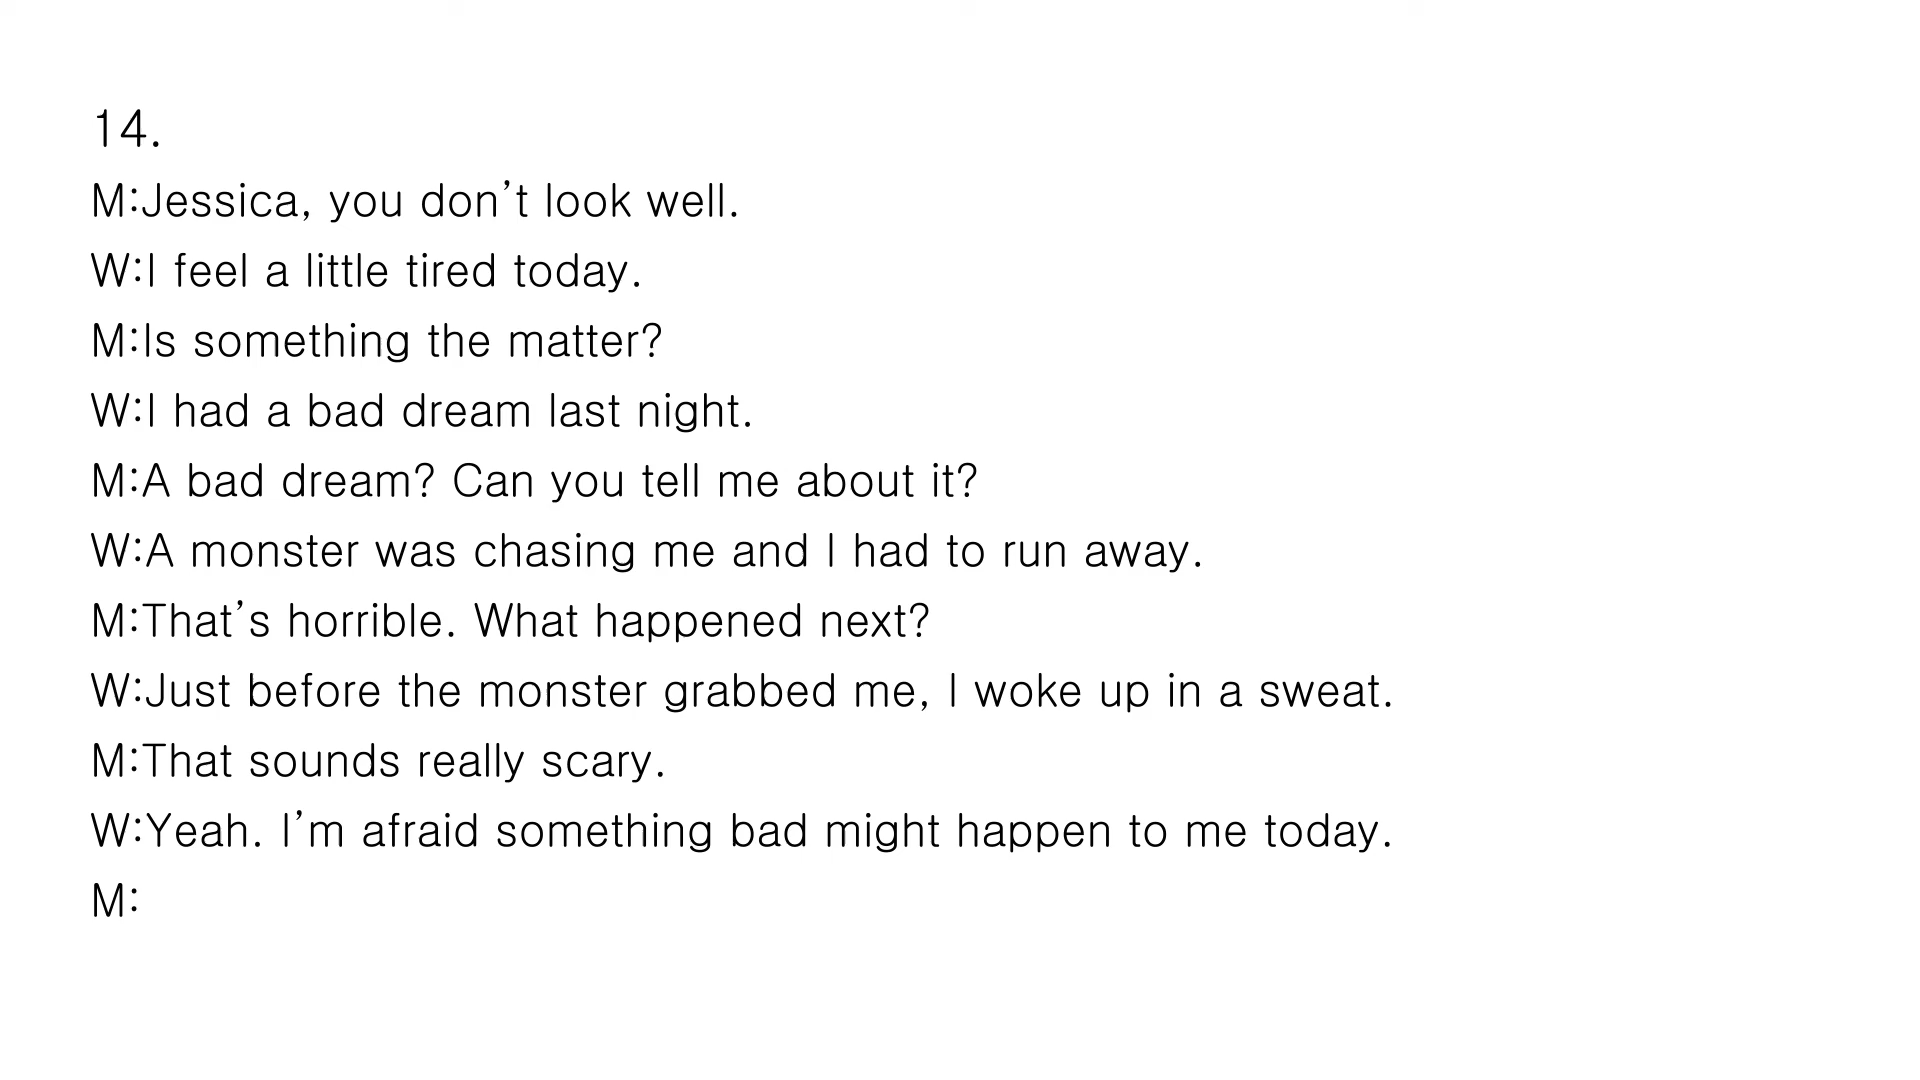 14.
M:Jessica, you don’t look well.
W:I feel a little tired today.
M:Is something the matter?
W:I had a bad dream last night.
M:A bad dream? Can you tell me about it?
W:A monster was chasing me and I had to run away.
M:That’s horrible. What happened next?
W:Just before the monster grabbed me, I woke up in a sweat.
M:That sounds really scary.
W:Yeah. I’m afraid something bad might happen to me today.
M: